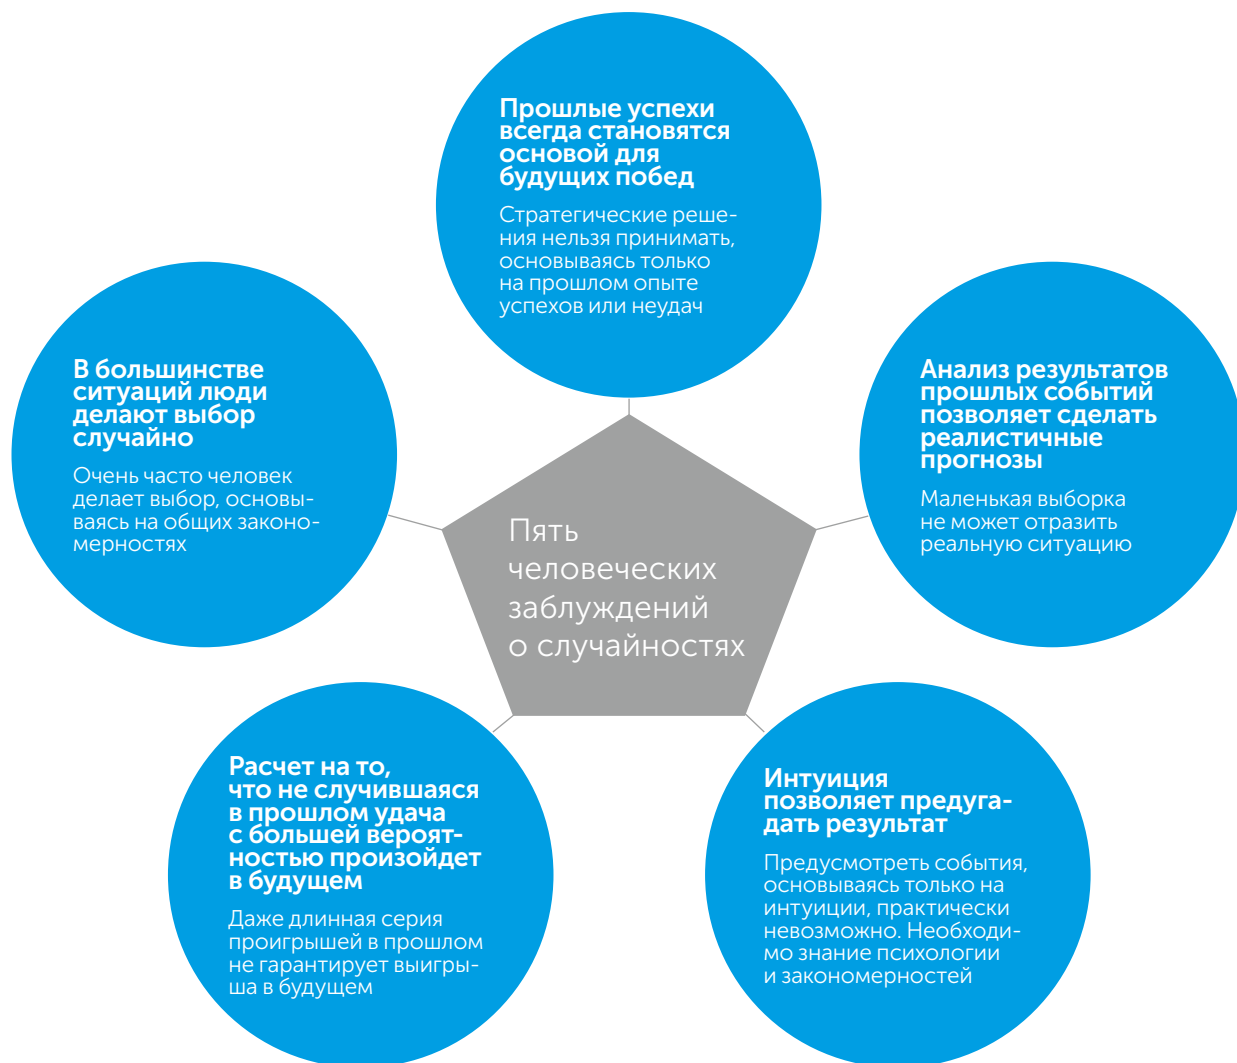 Прошлые успехи
всегда становятся
основой для
будущих побед
Стратегические реше-
ния нельзя принимать,
основываясь только
на прошлом опыте
успехов или неудач
В большинстве
ситуаций люди
делают выбор
случайно
Очень часто человек
делает выбор, основы-
ваясь на общих законо-
мерностях
Анализ результатов
прошлых событий
позволяет сделать
реалистичные
прогнозы
Маленькая выборка
не может отразить
реальную ситуацию
Пять
человеческих
заблуждений
о случайностях
Расчет на то,
что не случившаяся
в прошлом удача
с большей вероят-
ностью произойдет
в будущем
Даже длинная серия
проигрышей в прошлом
не гарантирует выигры-
ша в будущем
Интуиция
позволяет предуга-
дать результат
Предусмотреть события,
основываясь только на
интуиции, практически
невозможно. Необходи-
мо знание психологии
и закономерностей